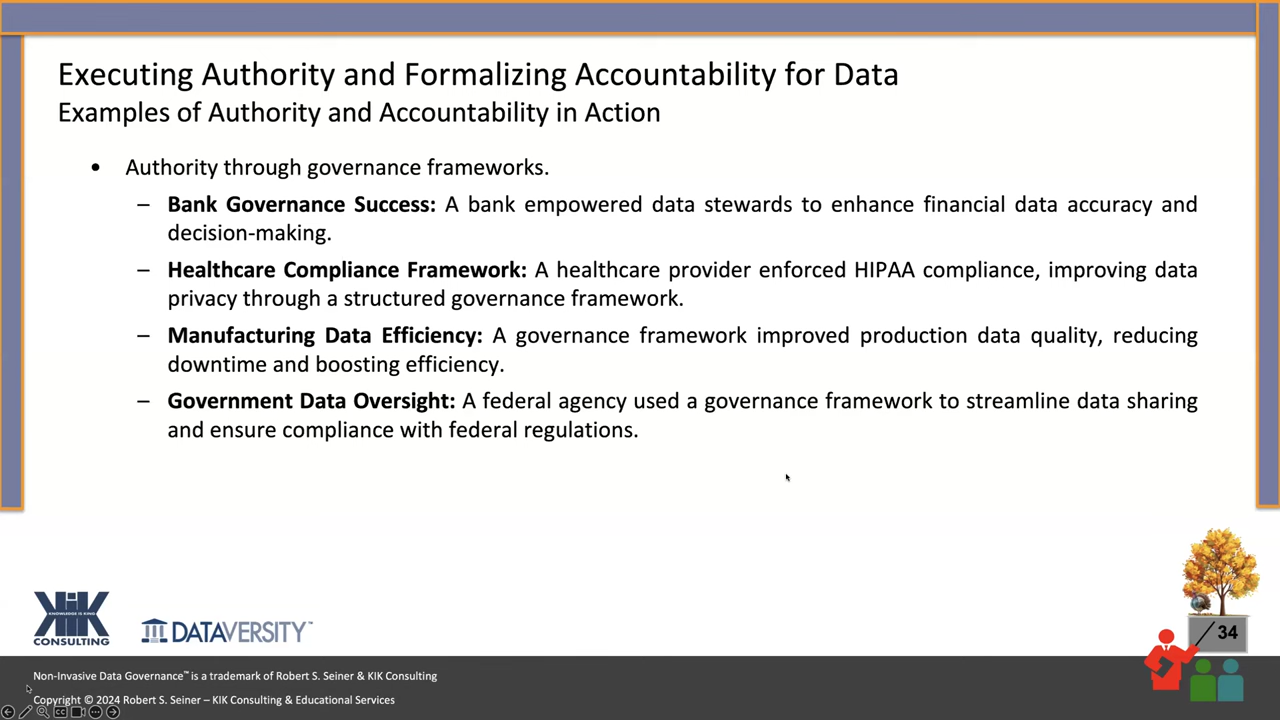 Executing Authority and Formalizing Accountability for Data
Examples of Authority and Accountability in Action
• Authority through governance frameworks.
– Bank Governance Success: A bank empowered data stewards to enhance financial data accuracy and
decision-making.
– Healthcare Compliance Framework: A healthcare provider enforced HIPAA compliance, improving data
privacy through a structured governance framework.
– Manufacturing Data Efficiency: A governance framework improved production data quality, reducing
downtime and boosting efficiency.
– Government Data Oversight: A federal agency used a governance framework to streamline data sharing
and ensure compliance with federal regulations.
KIK
KNOWLEDGE IS KING
CONSULTING
DATAVERSITY™
34
Non-Invasive Data Governance™ is a trademark of Robert S. Seiner & KIK Consulting
Copyright © 2024 Robert S. Seiner – KIK Consulting & Educational Services